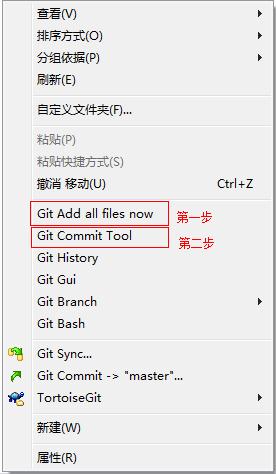 查看(V)
排序方式(O)
分组依据(P)
刷新(E)
自定义文件夹(F)...
粘贴(P)
粘贴快捷方式(S)
撤消 移动(U) Ctrl+Z
Git Add all files now 第一步
Git Commit Tool 第二步
Git History
Git Gui
Git Branch
Git Bash
Git Sync...
Git Commit -> "master"...
TortoiseGit
新建(W)
属性(R)